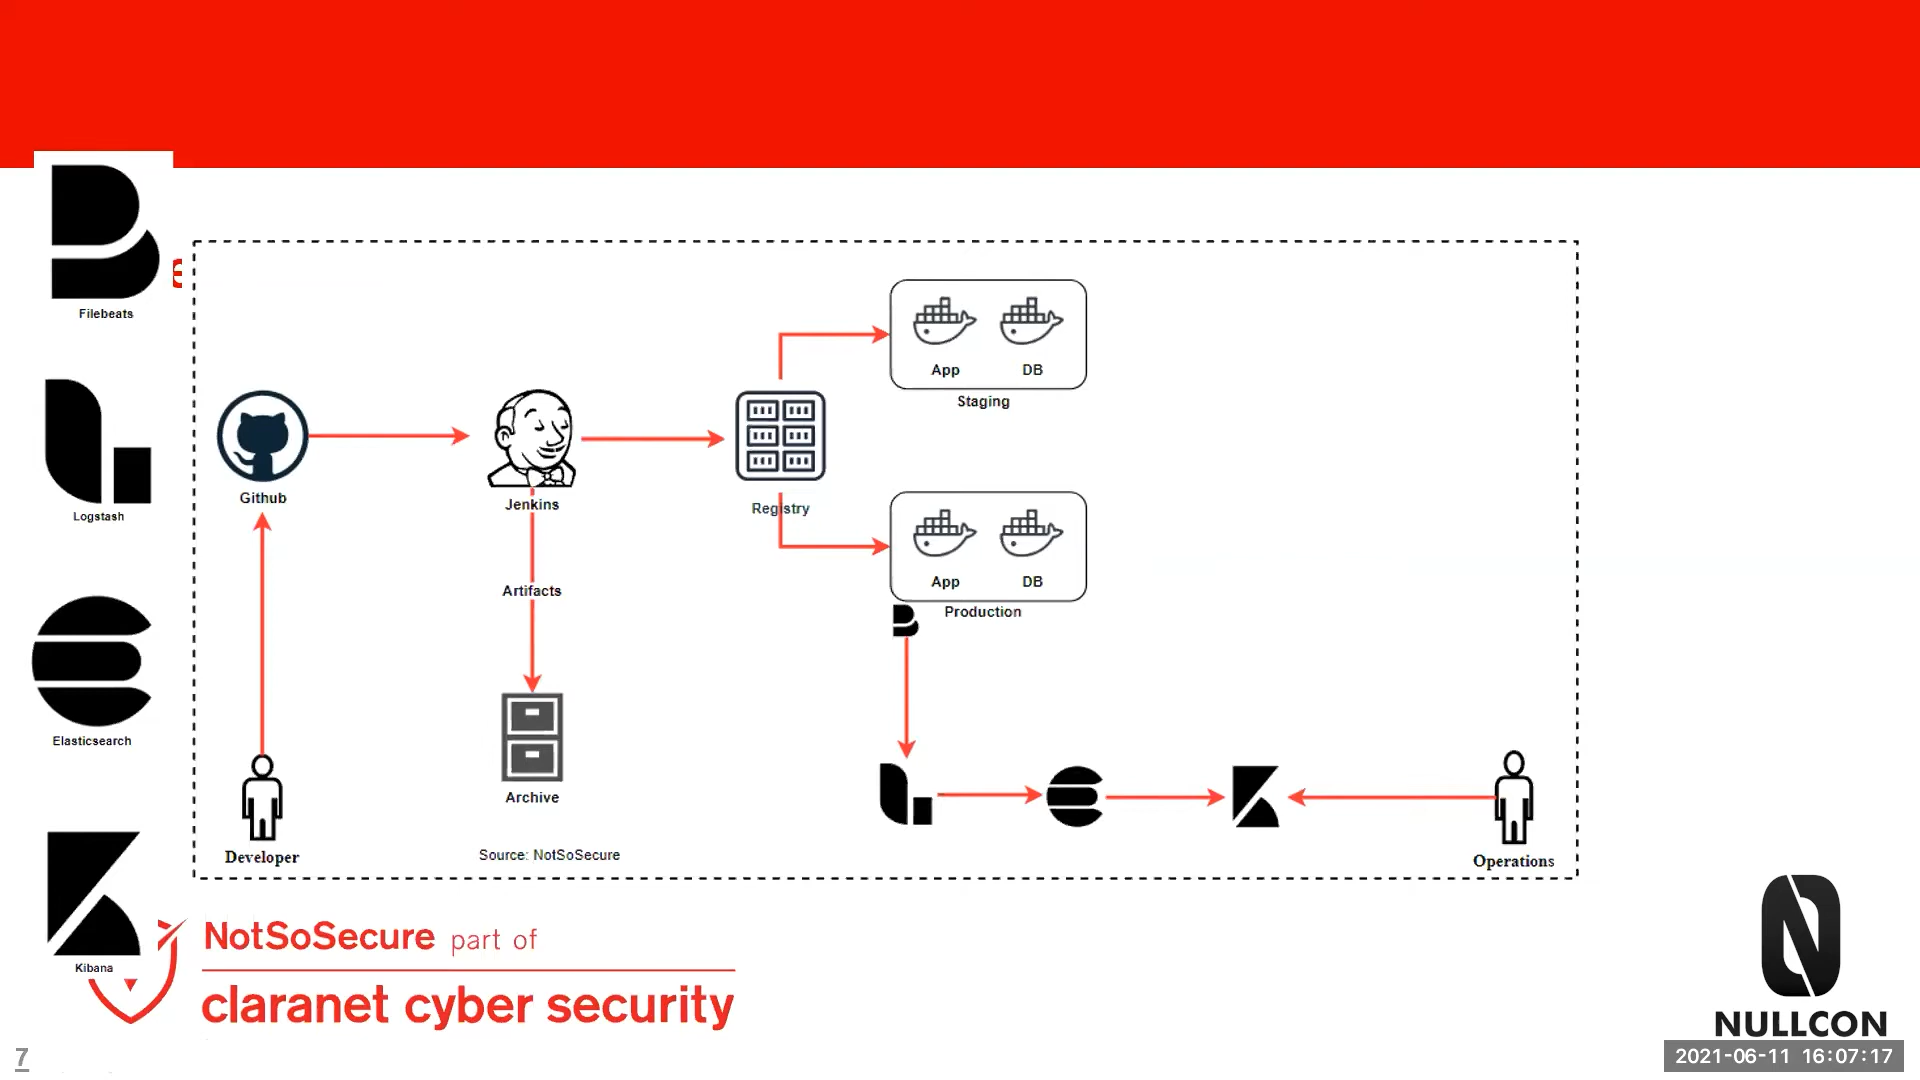 Filebeats
Logstash
Elasticsearch
Kibana
App
DB
Staging
Github
Jenkins
Registry
App
DB
Production
Artifacts
Archive
Developer
Operations
Source: NotSoSecure
NotSoSecure part of
claranet cyber security
NULLCON
7
2021-06-11 16:07:17